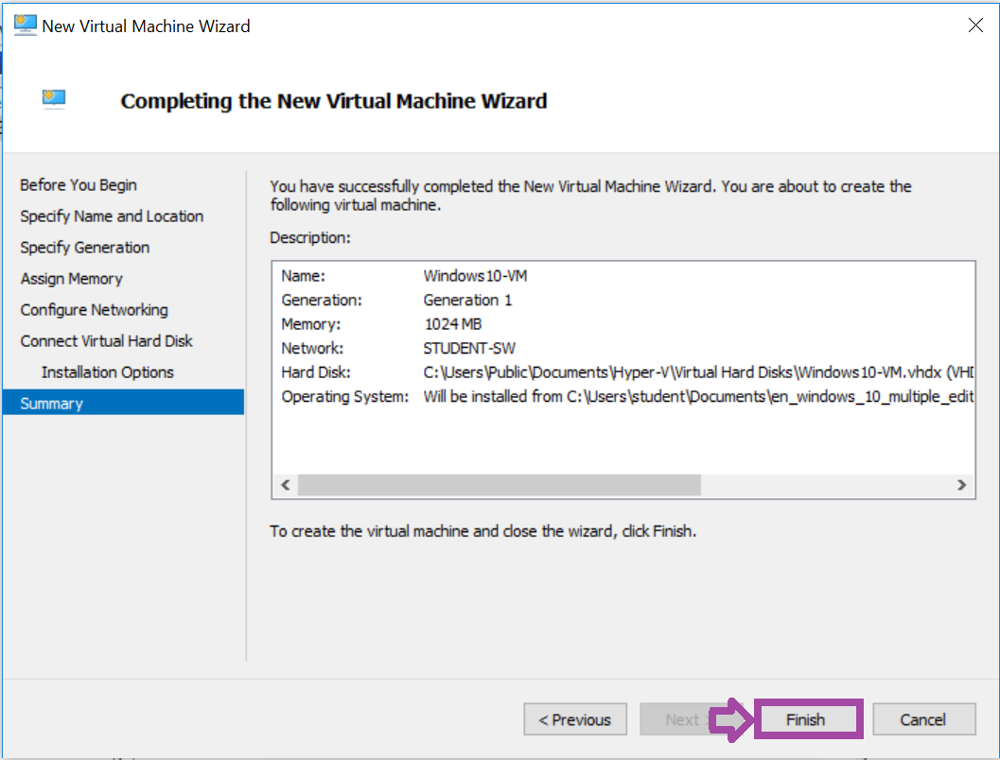 New Virtual Machine Wizard
Completing the New Virtual Machine Wizard
Before You Begin
Specify Name and Location
Specify Generation
Assign Memory
Configure Networking
Connect Virtual Hard Disk
Installation Options
Summary
You have successfully completed the New Virtual Machine Wizard. You are about to create the
following virtual machine.
Description:
Name: Windows10-VM
Generation: Generation 1
Memory: 1024 MB
Network: STUDENT-SW
Hard Disk: C:\Users\Public\Documents\Hyper-V\Virtual Hard Disks\Windows10-VM.vhdx (VHD
Operating System: Will be installed from C:\Users\student\Documents\en_windows_10_multiple_edit
To create the virtual machine and close the wizard, click Finish.
< Previous Next > Finish Cancel